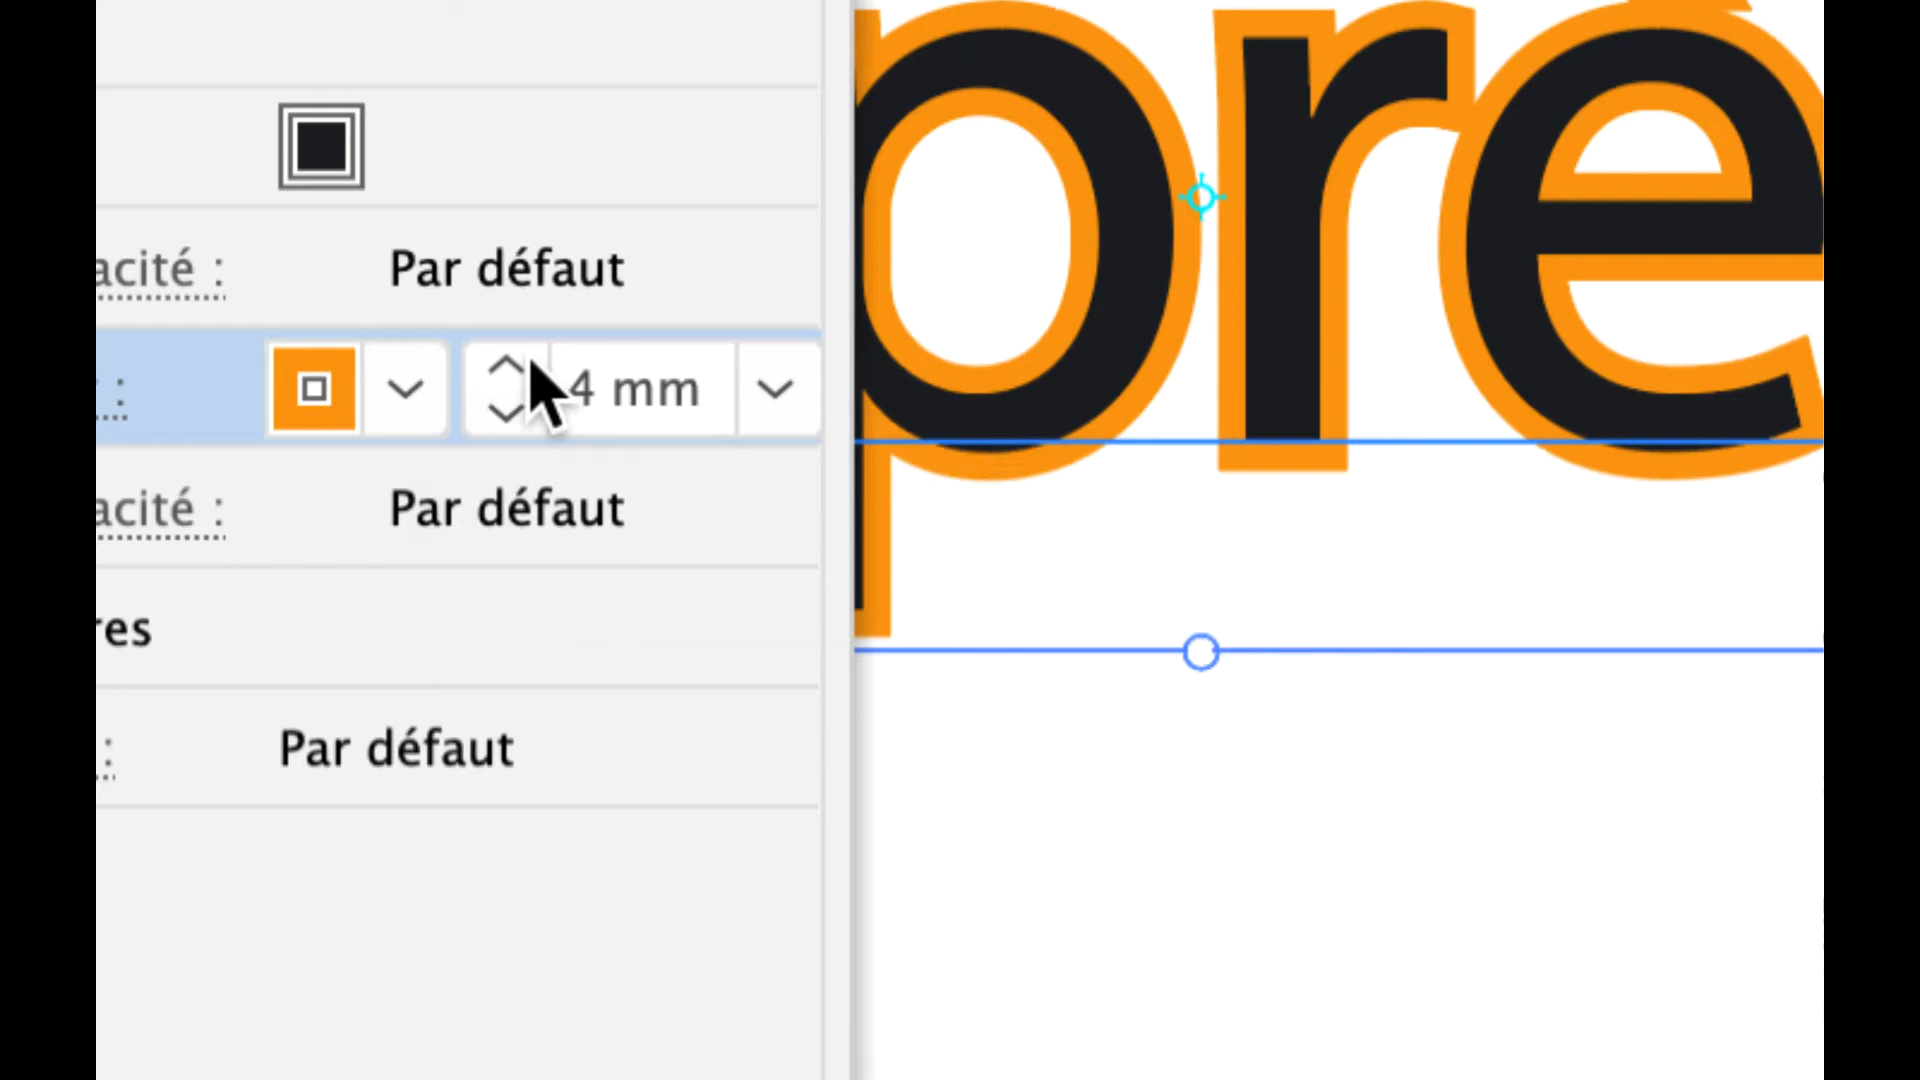 pré
acité :
Par défaut
:
4 mm
acité :
Par défaut
res
:
Par défaut